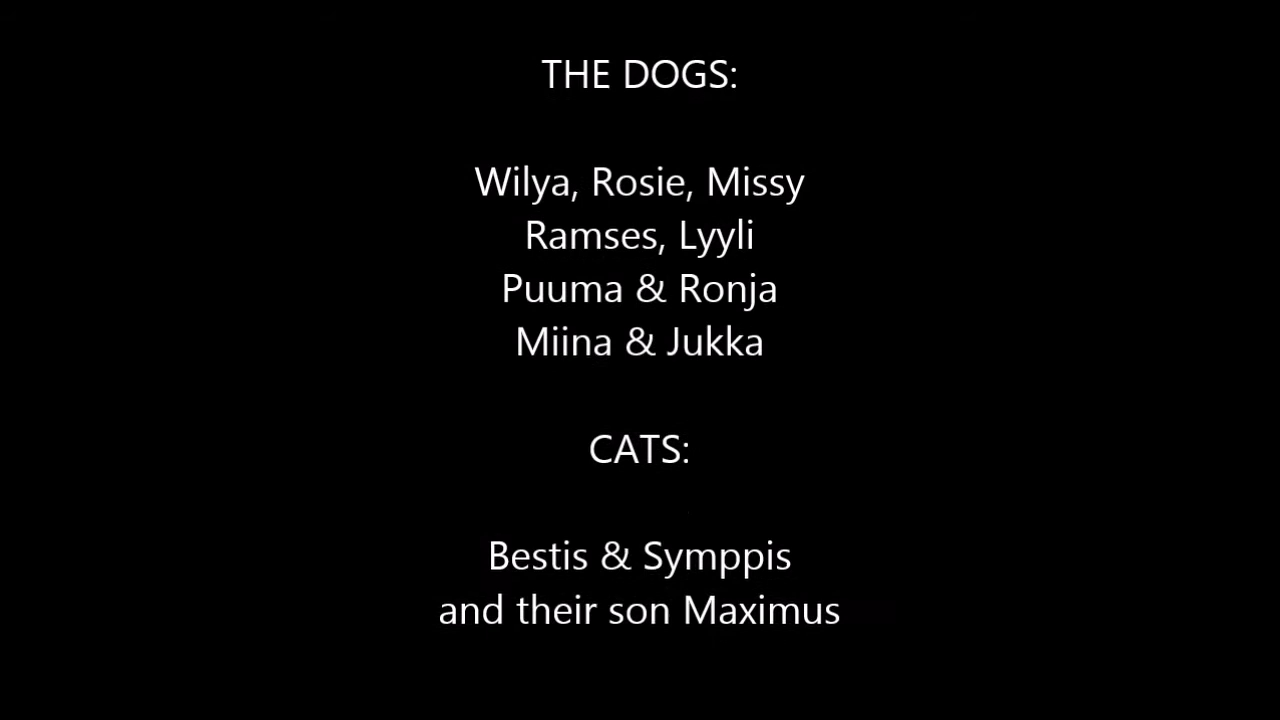 THE DOGS:
Wilya, Rosie, Missy
Ramses, Lyyli
Puuma & Ronja
Miina & Jukka
CATS:
Bestis & Symppis
and their son Maximus